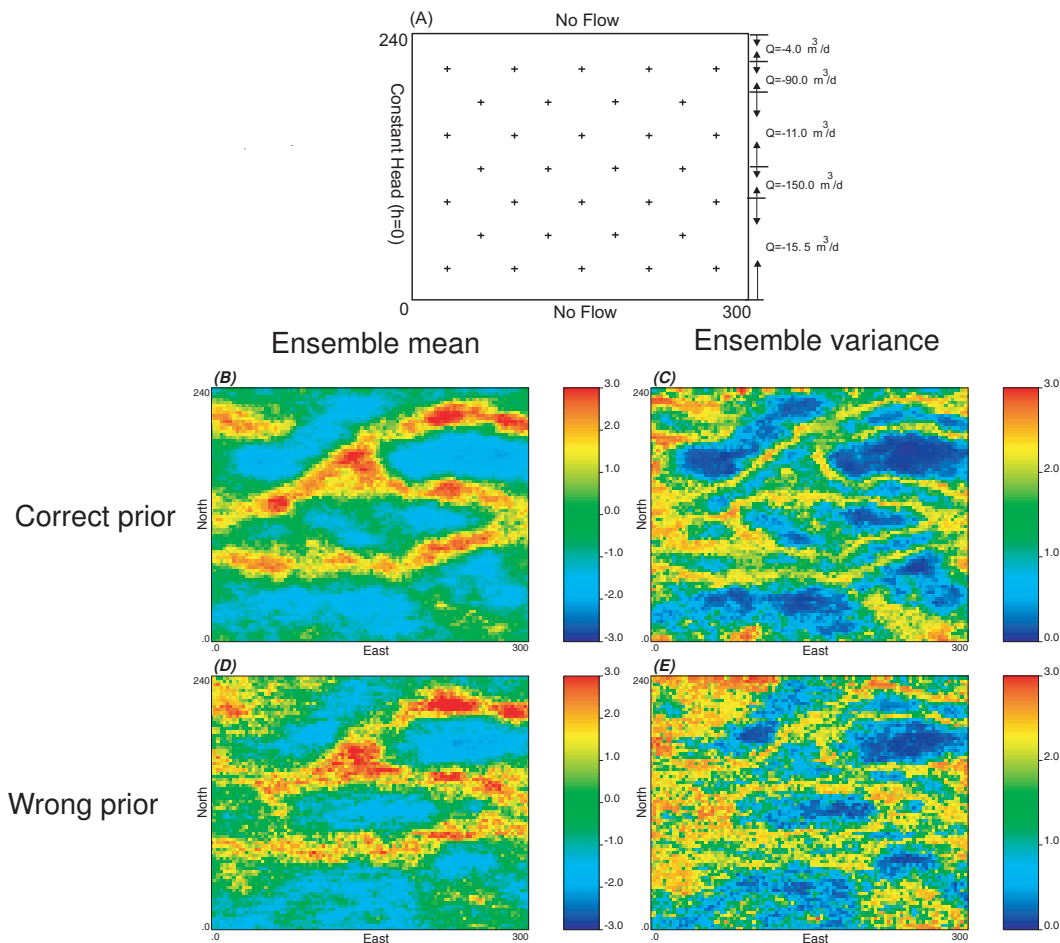 (A)
No Flow
240
Constant Head (h=0)
Q=-4.0 m³/d
Q=-90.0 m³/d
Q=-11.0 m³/d
Q=-150.0 m³/d
Q=-15. 5 m³/d
0
No Flow
300
Ensemble mean
Ensemble variance
Correct prior
(B)
240
North
.0
.0
East
300
3.0
2.0
1.0
0.0
-1.0
-2.0
-3.0
(C)
240
North
.0
.0
East
300
3.0
2.0
1.0
0.0
Wrong prior
(D)
240
North
.0
.0
East
300
3.0
2.0
1.0
0.0
-1.0
-2.0
-3.0
(E)
240
North
.0
.0
East
300
3.0
2.0
1.0
0.0